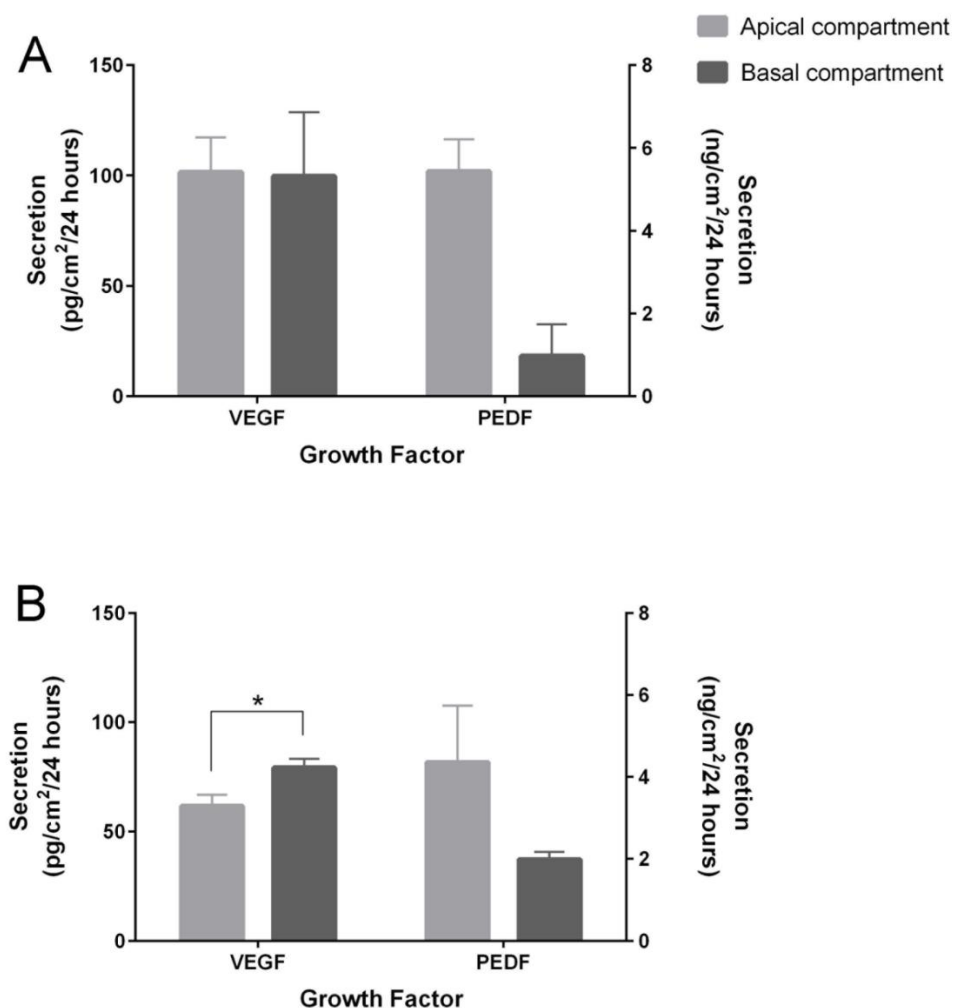 Apical compartment
Basal compartment
A
150
100
50
0
Secretion
(pg/cm²/24 hours)
8
6
4
2
0
Secretion
(ng/cm²/24 hours)
VEGF PEDF
Growth Factor
B
150
100
50
0
Secretion
(pg/cm²/24 hours)
*
8
6
4
2
0
Secretion
(ng/cm²/24 hours)
VEGF PEDF
Growth Factor